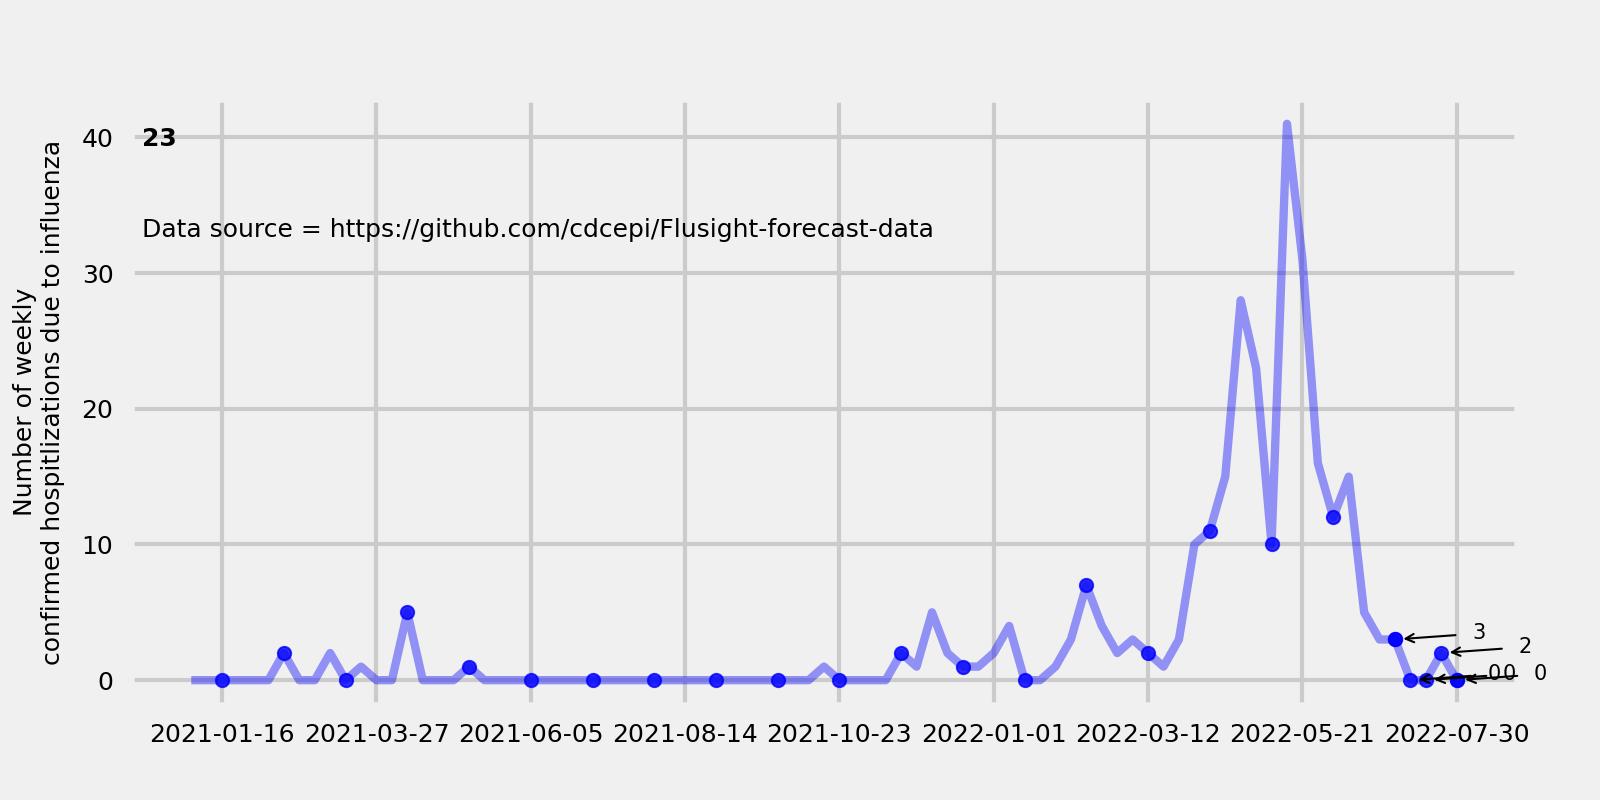 23
Data source = https://github.com/cdcepi/Flusight-forecast-data
Number of weekly
confirmed hospitlizations due to influenza
40
30
20
10
0
3
2
0
0
0
2021-01-16 2021-03-27 2021-06-05 2021-08-14 2021-10-23 2022-01-01 2022-03-12 2022-05-21 2022-07-30